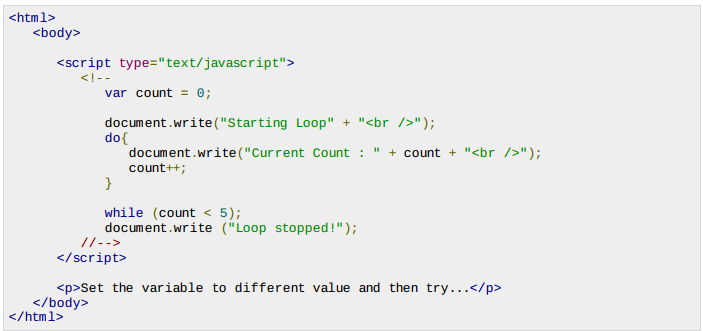 <html>
<body>
<script type="text/javascript">
<!--
var count = 0;
document.write("Starting Loop" + "<br />");
do{
document.write("Current Count : " + count + "<br />");
count++;
}
while (count < 5);
document.write ("Loop stopped!");
//-->
</script>
<p>Set the variable to different value and then try...</p>
</body>
</html>